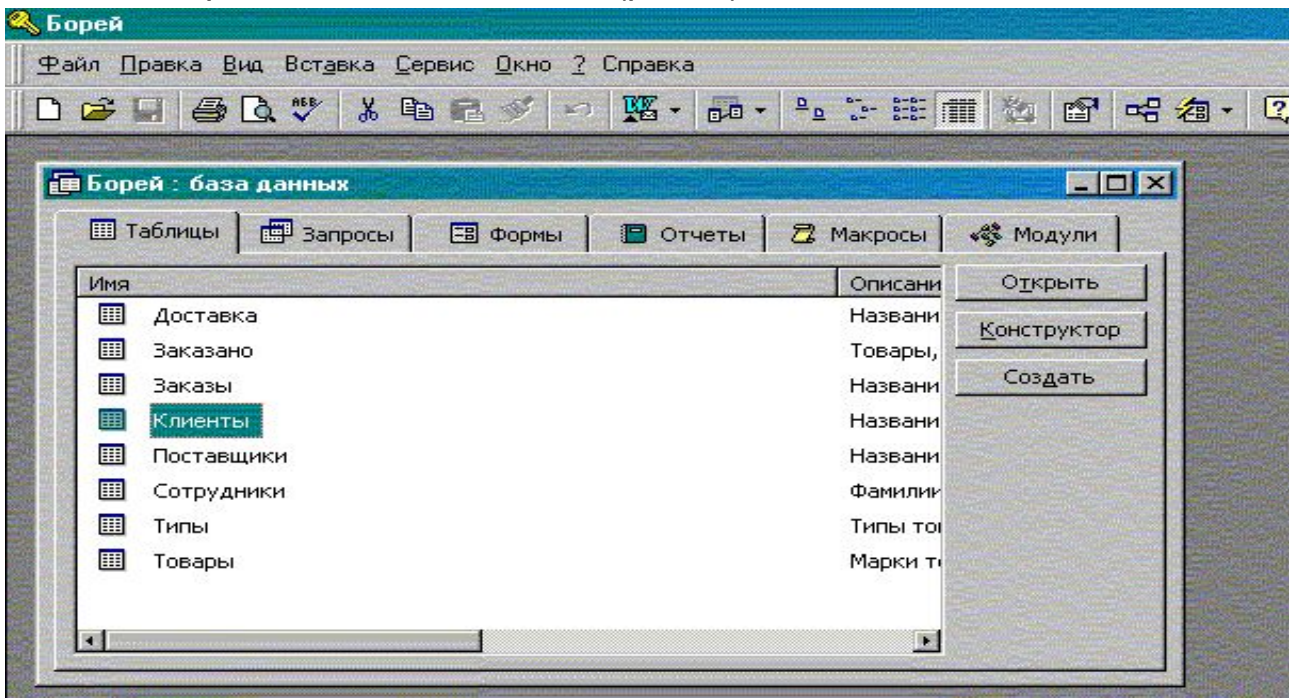 Борей
Файл Правка Вид Вставка Сервис Окно ? Справка
Борей : база данных
Таблицы Запросы Формы Отчеты Макросы Модули
Имя Описани
Доставка Названи
Заказано Товары,
Заказы Названи
Клиенты Названи
Поставщики Названи
Сотрудники Фамилии
Типы Типы
Товары Марки
Открыть
Конструктор
Создать